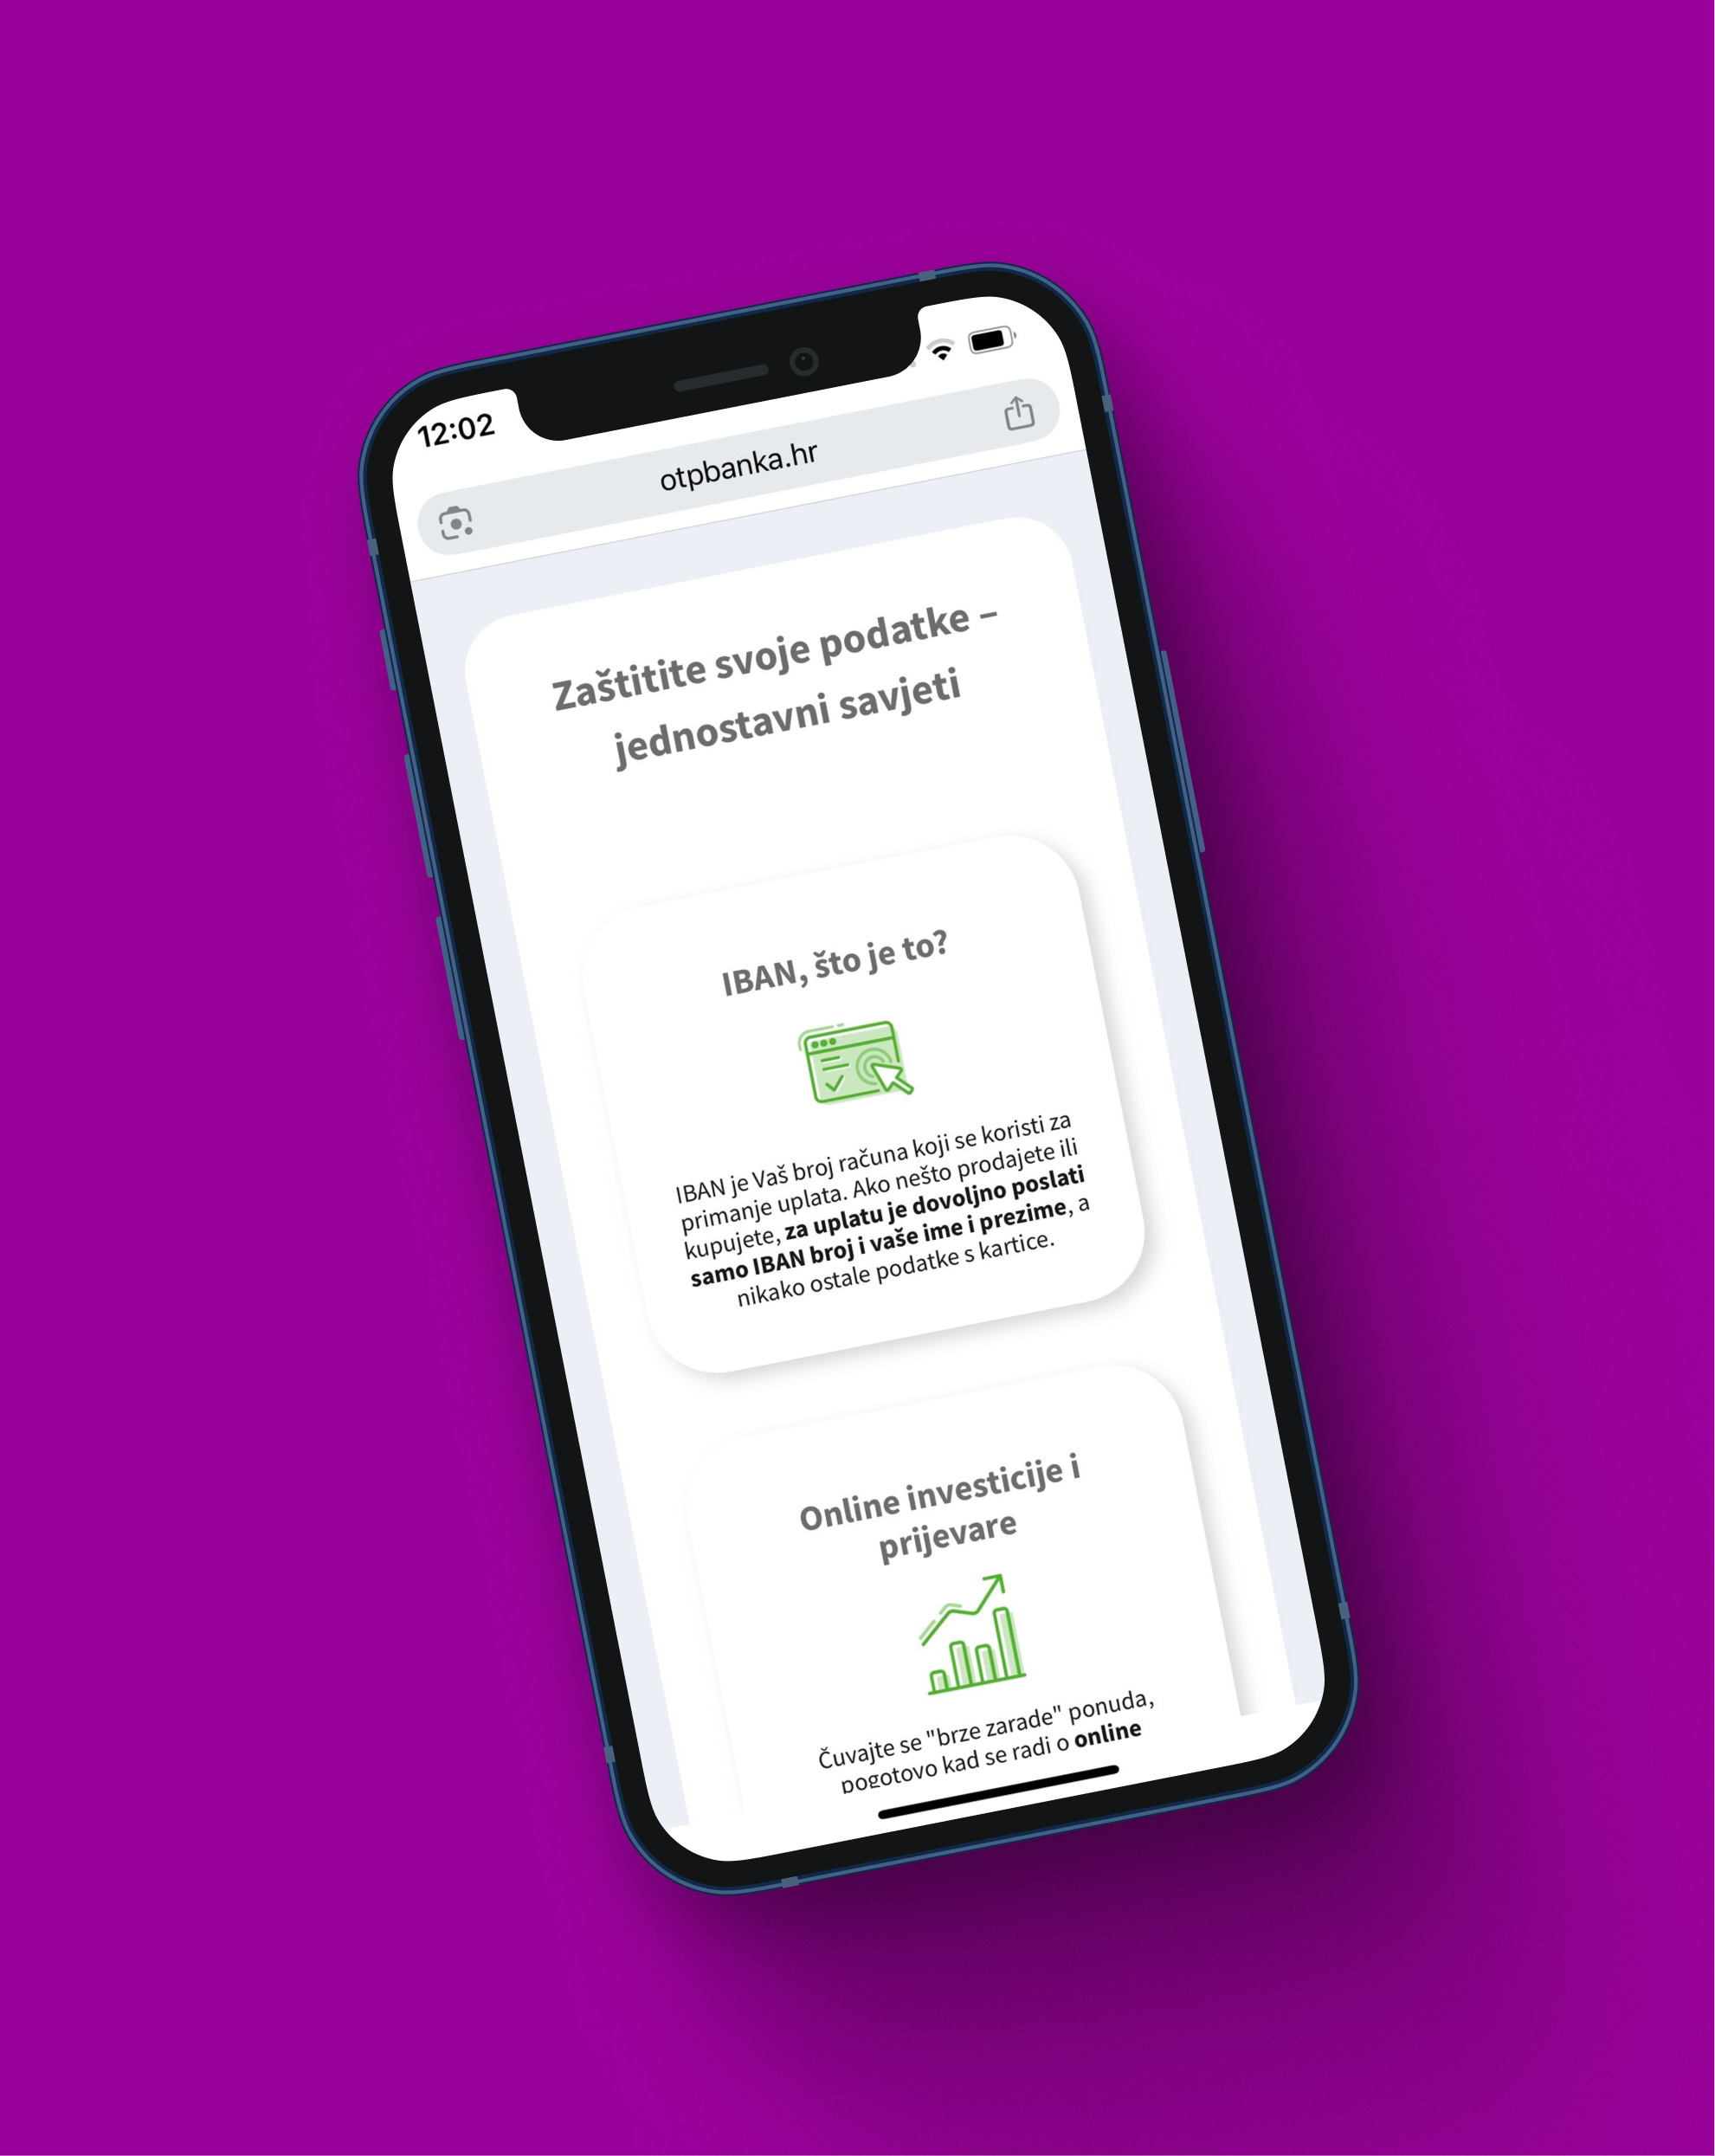 12:02
otpbanka.hr
Zaštitite svoje podatke –
jednostavni savjeti
IBAN, što je to?
IBAN je Vaš broj računa koji se koristi za
primanje uplata. Ako nešto prodajete ili
kupujete, za uplatu je dovoljno poslati
samo IBAN broj i vaše ime i prezime, a
nikako ostale podatke s kartice.
Online investicije i
prijevare
Čuvajte se "brze zarade" ponuda,
pogotovo kad se radi o online